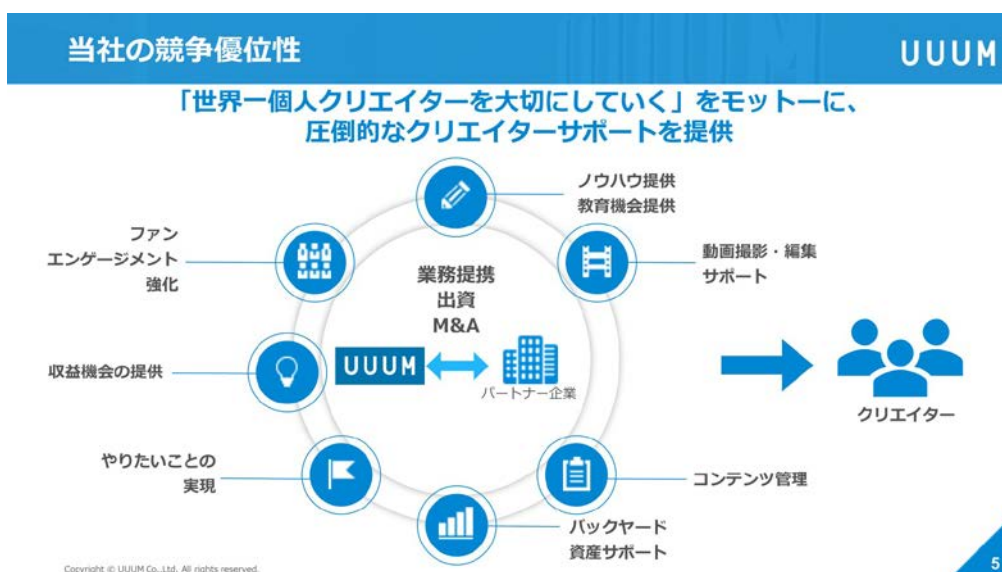 当社の競争優位性
UUUM
「世界一個人クリエイターを大切にしていく」をモットーに、
圧倒的なクリエイターサポートを提供
ノウハウ提供
教育機会提供
ファン
エンゲージメント
強化
動画撮影・編集
サポート
業務提携
出資
M&A
収益機会の提供
UUUM
パートナー企業
クリエイター
やりたいことの
実現
コンテンツ管理
バックヤード
資産サポート
Copyright © UUUM Co.,Ltd. All rights reserved.
5